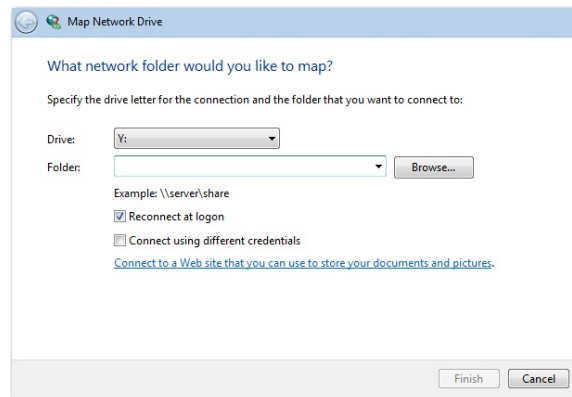 Map Network Drive
What network folder would you like to map?
Specify the drive letter for the connection and the folder that you want to connect to:
Drive: Y:
Folder: Browse...
Example: \\server\share
Reconnect at logon
Connect using different credentials
Connect to a Web site that you can use to store your documents and pictures.
Finish Cancel